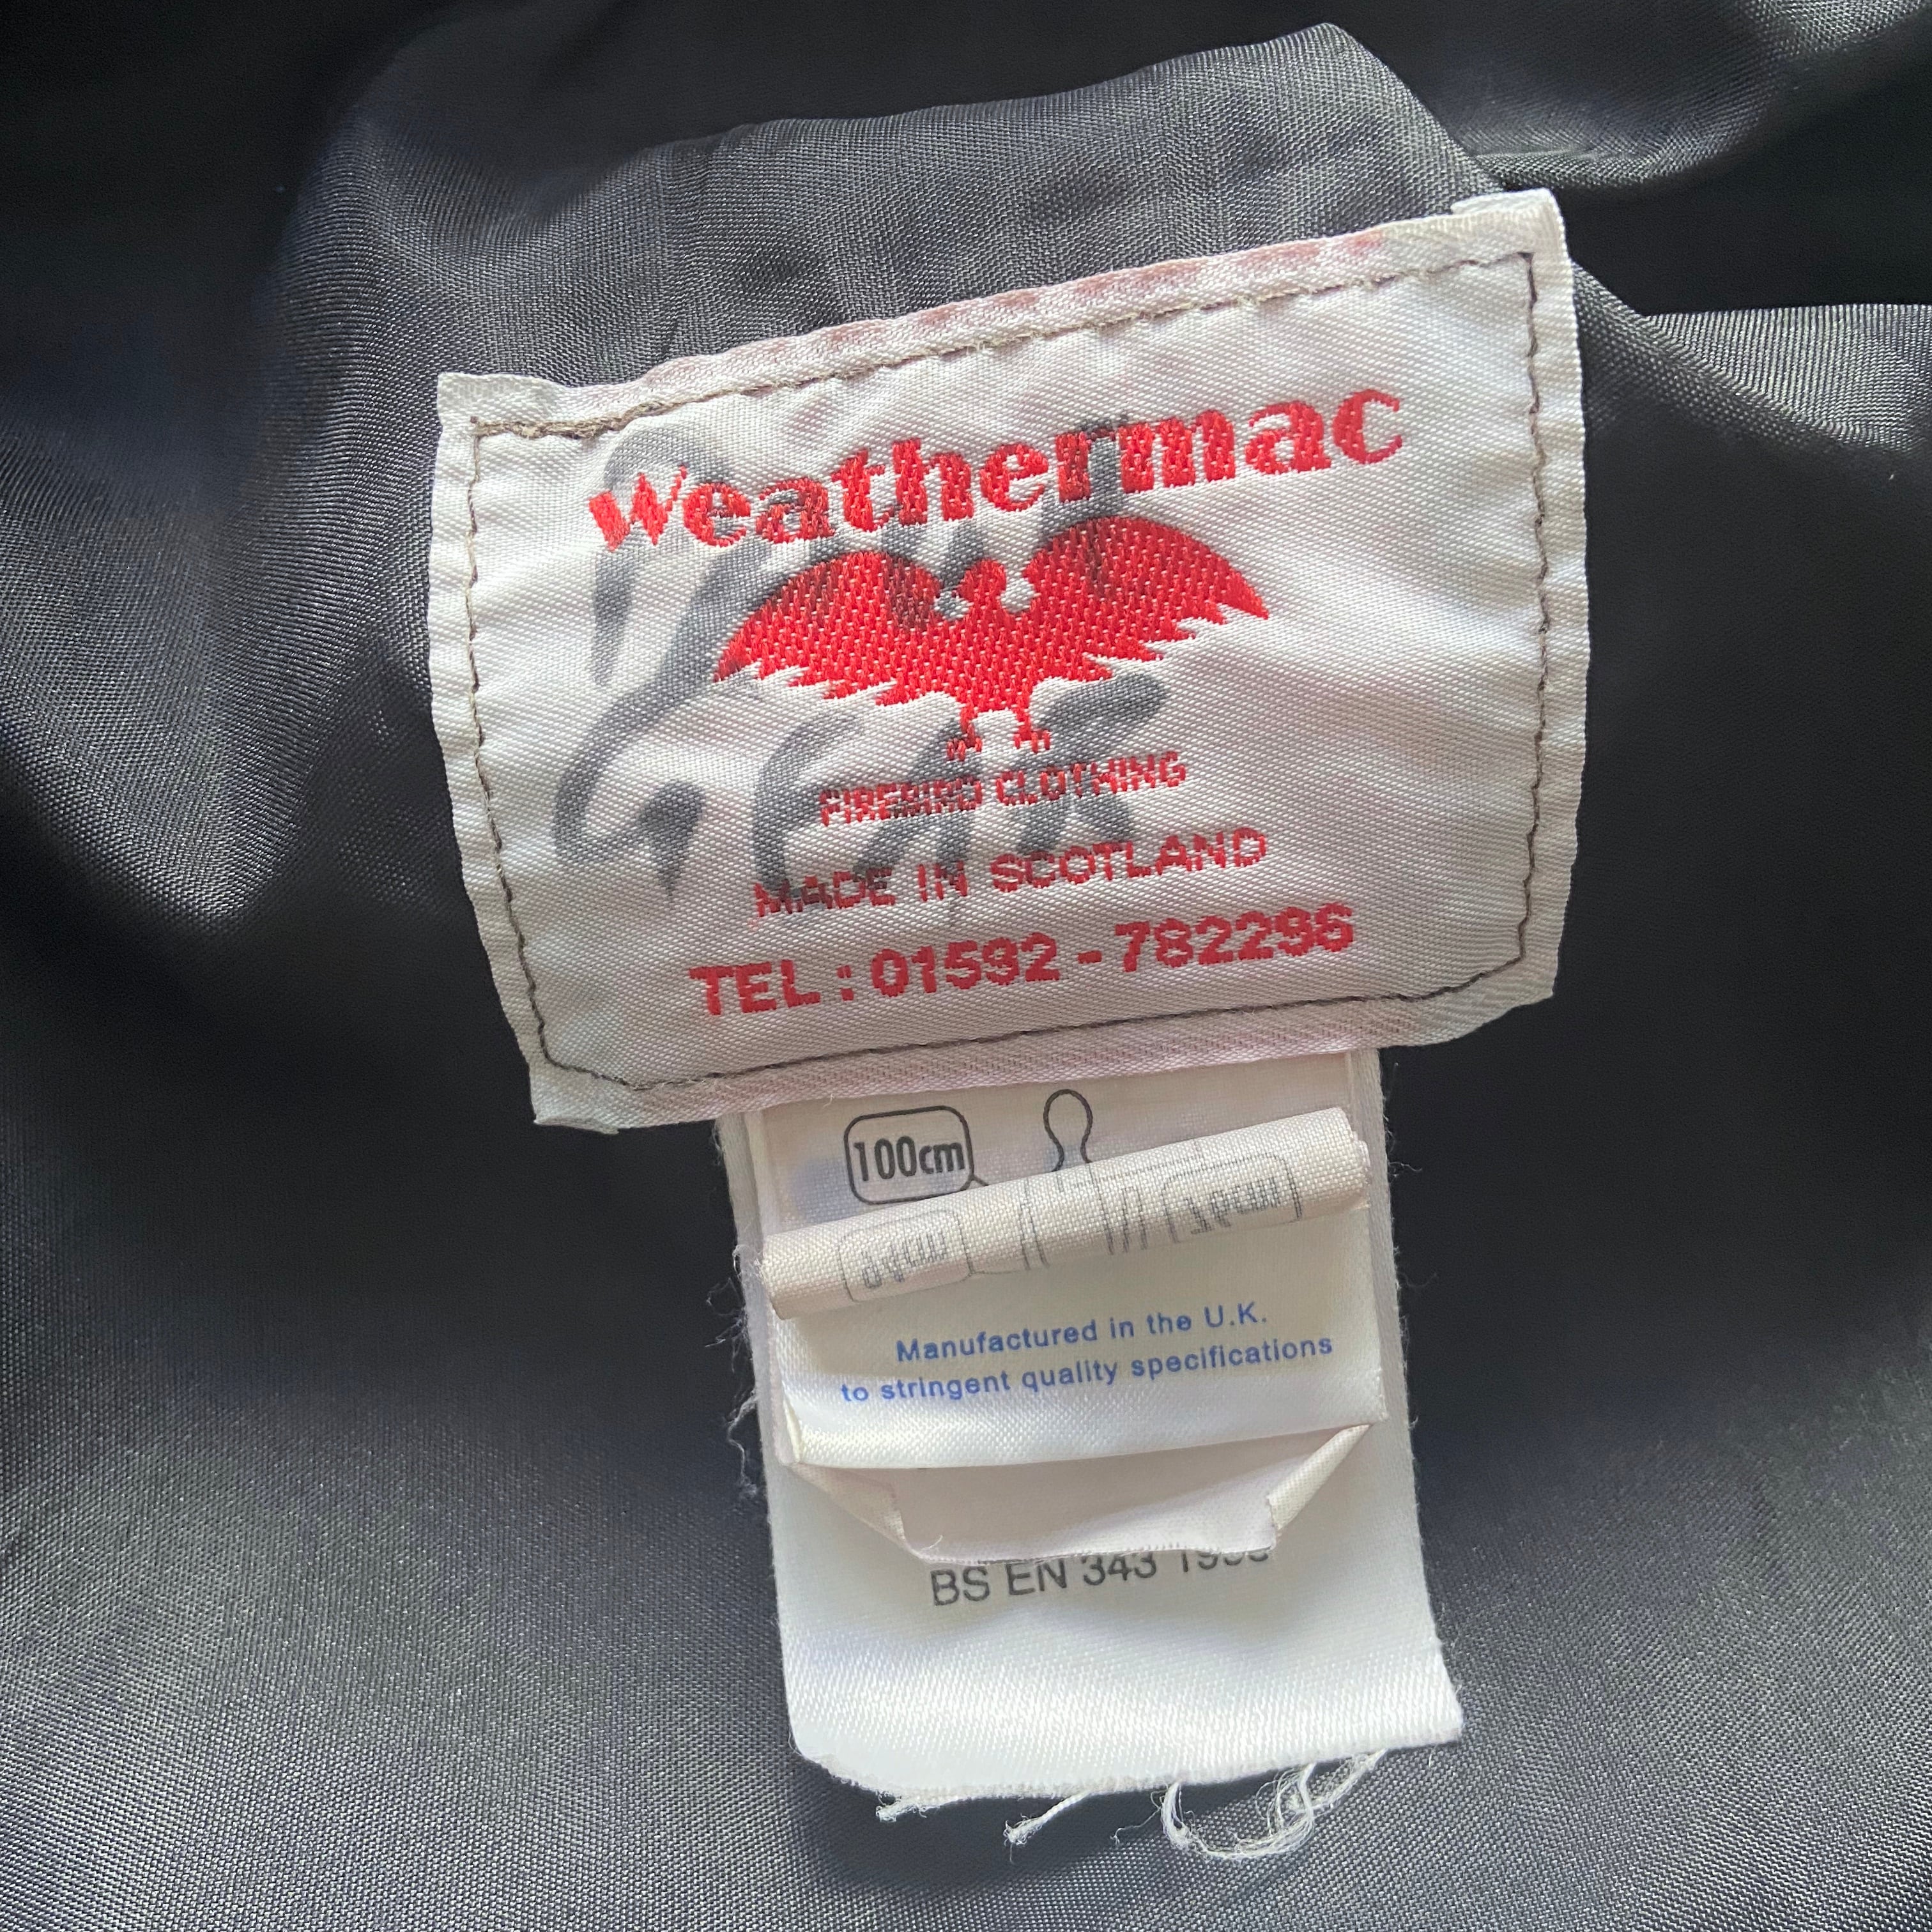 Weathermac
GEAR
FIREBIRD CLOTHING
MADE IN SCOTLAND
TEL : 01592 - 782296
100cm
Manufactured in the U.K.
to stringent quality specifications
BS EN 343